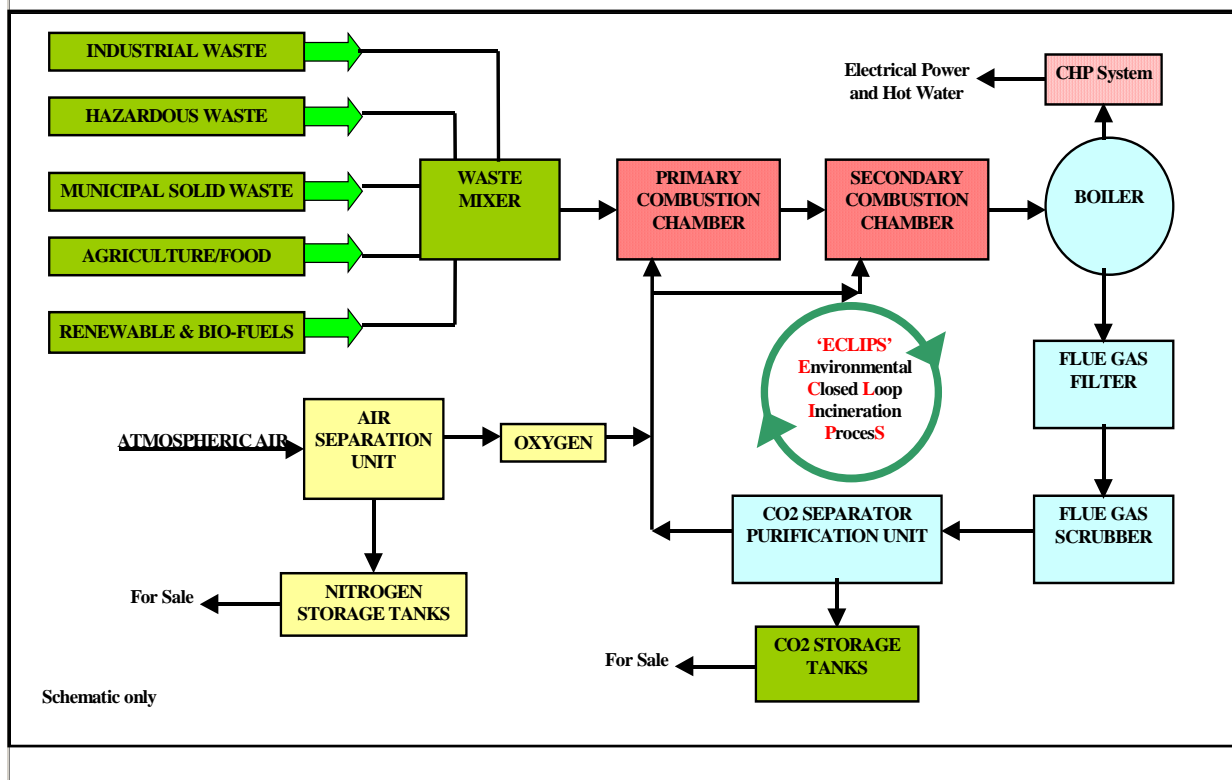 INDUSTRIAL WASTE
HAZARDOUS WASTE
MUNICIPAL SOLID WASTE
AGRICULTURE/FOOD
RENEWABLE & BIO-FUELS
WASTE
MIXER
PRIMARY
COMBUSTION
CHAMBER
SECONDARY
COMBUSTION
CHAMBER
Electrical Power
and Hot Water
CHP System
BOILER
'ECLIPS'
Environmental
Closed Loop
Incineration
ProcesS
FLUE GAS
FILTER
ATMOSPHERIC AIR
AIR
SEPARATION
UNIT
OXYGEN
CO2 SEPARATOR
PURIFICATION UNIT
FLUE GAS
SCRUBBER
For Sale
NITROGEN
STORAGE TANKS
For Sale
CO2 STORAGE
TANKS
Schematic only